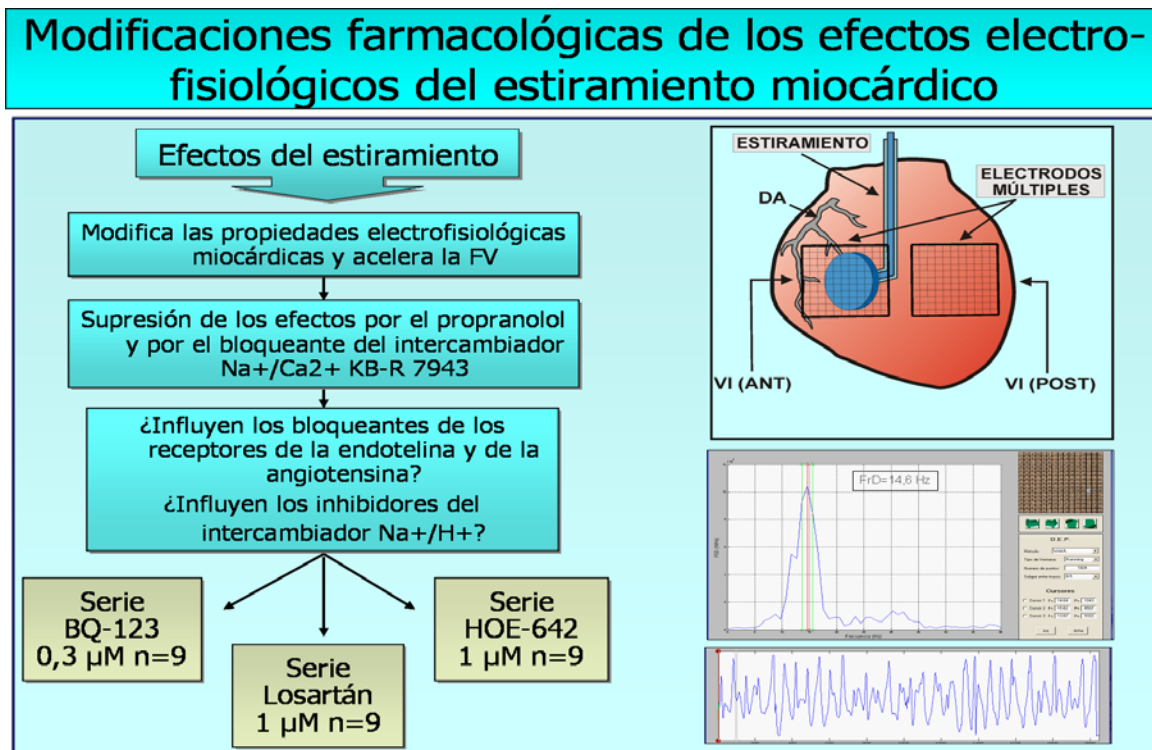 Modificaciones farmacológicas de los efectos electro-
fisiológicos del estiramiento miocárdico
Efectos del estiramiento
Modifica las propiedades electrofisiológicas
miocárdicas y acelera la FV
Supresión de los efectos por el propranolol
y por el bloqueante del intercambiador
Na+/Ca2+ KB-R 7943
¿Influyen los bloqueantes de los
receptores de la endotelina y de la
angiotensina?
¿Influyen los inhibidores del
intercambiador Na+/H+?
Serie
BQ-123
0,3 µM n=9
Serie
Losartán
1 µM n=9
Serie
HOE-642
1 µM n=9
ESTIRAMIENTO
ELECTRODOS
MÚLTIPLES
DA
VI (ANT)
VI (POST)
FrD=14,6 Hz
D.E.P.
Cursores
Frecuencia (Hz)